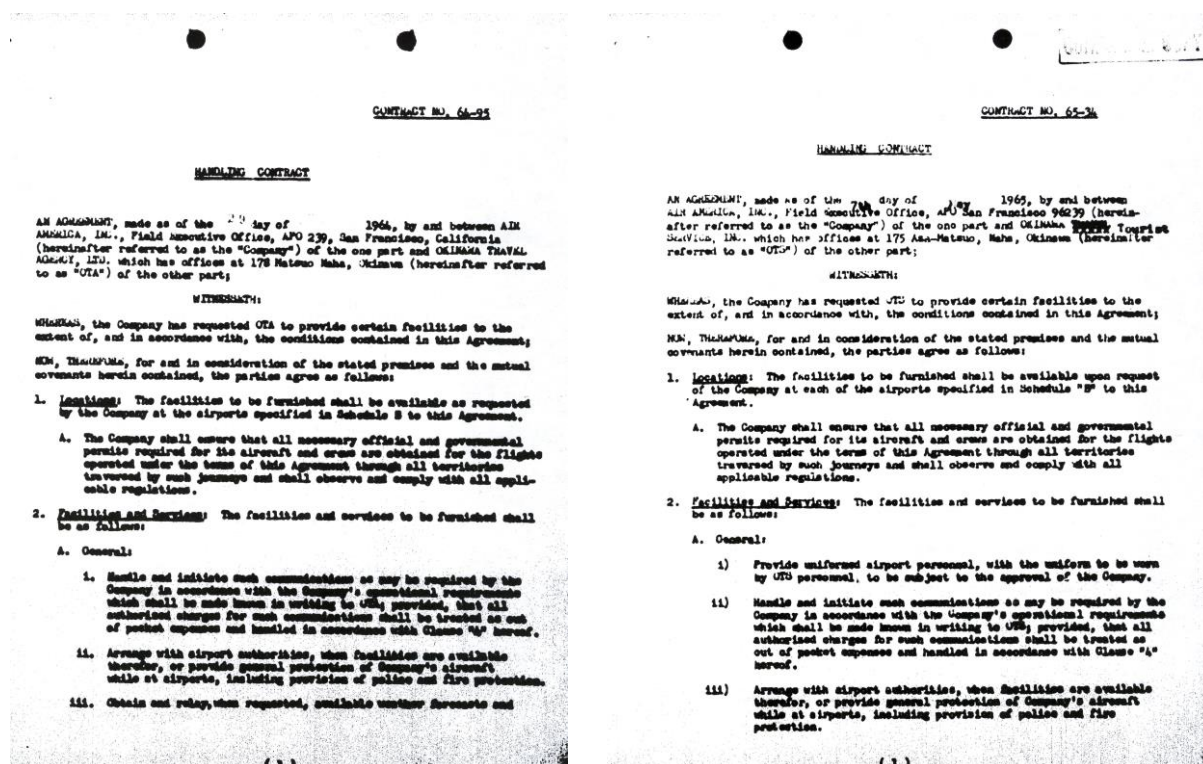 CONTRACT NO. 64-95
HANDLING CONTRACT
AN AGREEMENT, made as of the 20 day of 1964, by and between AIR
AMERICA, INC., Field Executive Office, APO 239, San Francisco, California
(hereinafter referred to as the "Company") of the one part and OKINAWA TRAVEL
AGENCY, LTD. which has offices at 178 Matsuo Naha, Okinawa (hereinafter referred
to as "OTA") of the other part;
WITNESSETH:
WHEREAS, the Company has requested OTA to provide certain facilities to the
extent of, and in accordance with, the conditions contained in this Agreement;
NOW, THEREFORE, for and in consideration of the stated premises and the mutual
covenants herein contained, the parties agree as follows:
1. Locations: The facilities to be furnished shall be available as requested
by the Company at the airports specified in Schedule B to this Agreement.
A. The Company shall ensure that all necessary official and governmental
permits required for its aircraft and crews are obtained for the flights
operated under the terms of this Agreement through all territories
traversed by such journeys and shall observe and comply with all appli-
cable regulations.
2. Facilities and Services: The facilities and services to be furnished shall
be as follows:
A. General:
i. Handle and initiate such communications as may be required by the
Company in accordance with the Company's operational requirements
which shall be made known in writing to OTA; provided, that all
authorized charges for such communications shall be treated as out
of pocket expenses and handled in accordance with Clause "4" hereof.
ii. Arrange with airport authorities, when facilities are available
therefor, or provide general protection of Company's aircraft
while at airports, including provision of police and fire protection.
iii. Obtain and relay, when requested, available weather forecasts and
(1)
CONTRACT NO. 65-34
HANDLING CONTRACT
AN AGREEMENT, made as of the 7th day of May 1965, by and between
AIR AMERICA, INC., Field Executive Office, APO San Francisco 96239 (herein-
after referred to as the "Company") of the one part and OKINAWA Tourist
SERVICE, INC. which has offices at 175 Asa-Matsuo, Naha, Okinawa (hereinafter
referred to as "OTS") of the other part;
WITNESSETH:
WHEREAS, the Company has requested OTS to provide certain facilities to the
extent of, and in accordance with, the conditions contained in this Agreement;
NOW, THEREFORE, for and in consideration of the stated premises and the mutual
covenants herein contained, the parties agree as follows:
1. Locations: The facilities to be furnished shall be available upon request
of the Company at each of the airports specified in Schedule "B" to this
Agreement.
A. The Company shall ensure that all necessary official and governmental
permits required for its aircraft and crews are obtained for the flights
operated under the terms of this Agreement through all territories
traversed by such journeys and shall observe and comply with all
applicable regulations.
2. Facilities and Services: The facilities and services to be furnished shall
be as follows:
A. General:
i) Provide uniformed airport personnel, with the uniform to be worn
by OTS personnel, to be subject to the approval of the Company.
ii) Handle and initiate such communications as may be required by the
Company in accordance with the Company's operational requirements
which shall be made known in writing to OTS; provided, that all
authorized charges for such communications shall be treated as
out of pocket expenses and handled in accordance with Clause "4"
hereof.
iii) Arrange with airport authorities, when facilities are available
therefor, or provide general protection of Company's aircraft
while at airports, including provision of police and fire
protection.
(1)